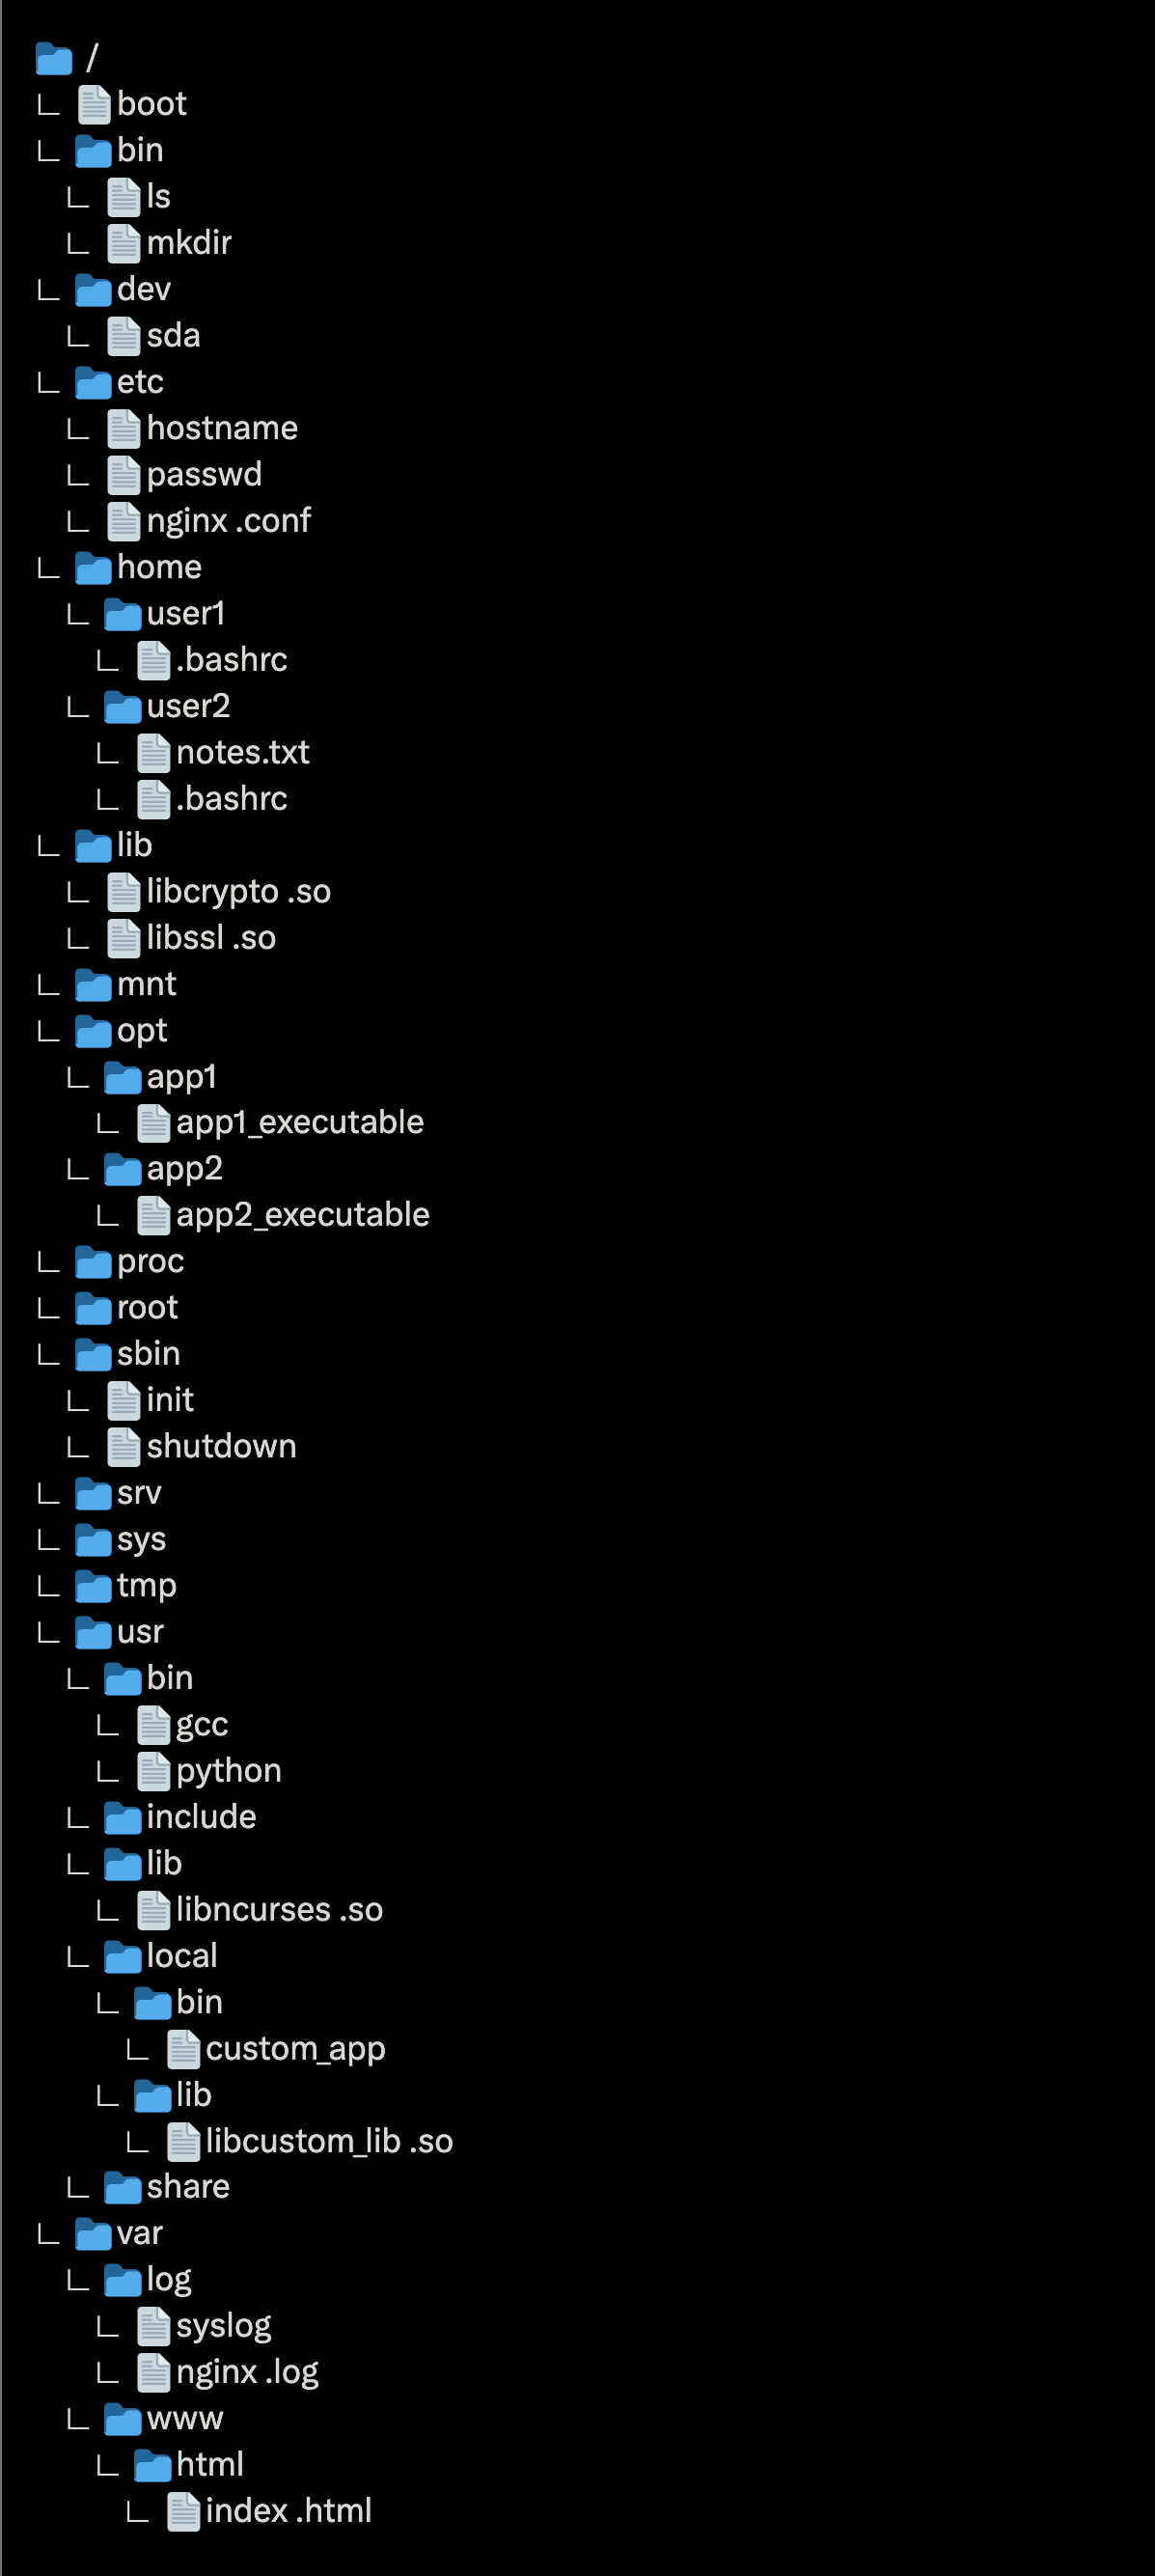 /
boot
bin
ls
mkdir
dev
sda
etc
hostname
passwd
nginx .conf
home
user1
.bashrc
user2
notes.txt
.bashrc
lib
libcrypto .so
libssl .so
mnt
opt
app1
app1_executable
app2
app2_executable
proc
root
sbin
init
shutdown
srv
sys
tmp
usr
bin
gcc
python
include
lib
libncurses .so
local
bin
custom_app
lib
libcustom_lib .so
share
var
log
syslog
nginx .log
www
html
index .html